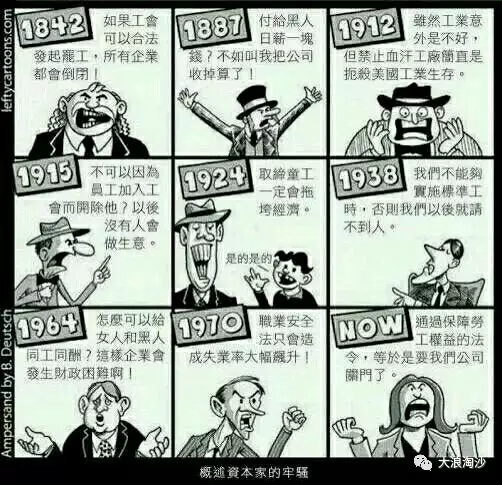 leftycartoons.com
1842
如果工會
可以合法
發起罷工，所有企業
都會倒閉！
1887
付給黑人
日薪一塊
錢？不如叫我把公司
收掉算了！
1912
雖然工業意
外是不好，
但禁止血汗工廠簡直是
扼殺美國工業生存。
1915
不可以因為
員工加入工
會而開除他？以後
沒有人會
做生意。
1924
取締童工
一定會拖
垮經濟。
是的是的
1938
我們不能夠
實施標準工
時，否則我們以後就請
不到人。
Ampersand by B. Deutsch
1964
怎麼可以給
女人和黑人
同工同酬？這樣企業會
發生財政困難啊！
1970
職業安全
法只會造
成失業率大幅飆升！
NOW
通過保障勞
工權益的法
令，等於是要我們公司
關門了。
概述資本家的牢騷
大浪淘沙